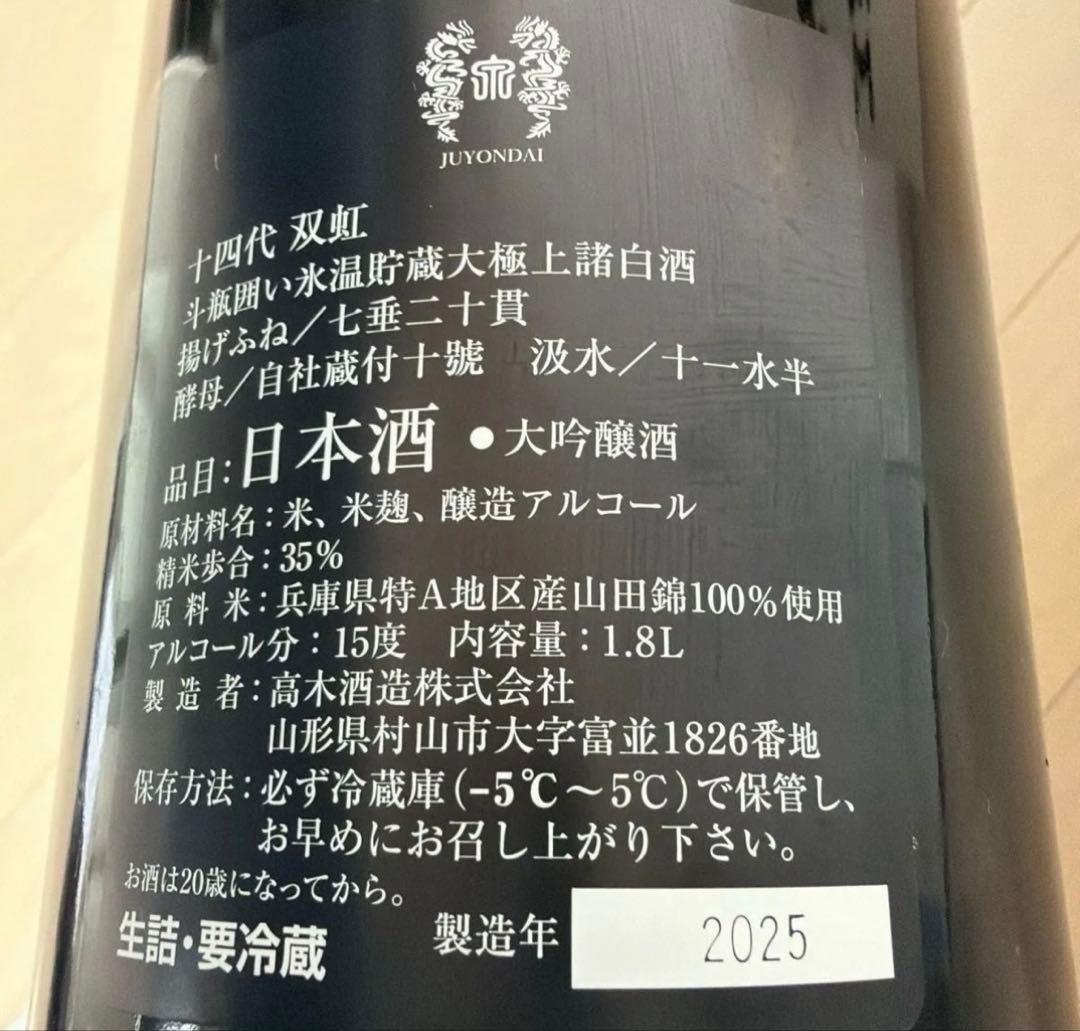 JUYONDAI
十四代 双虹
斗瓶囲い氷温貯蔵大極上諸白酒
揚げふね/七垂二十貫
酵母/自社蔵付十號 汲水/十一水半
品目:日本酒 ●大吟醸酒
原材料名:米、米麹、醸造アルコール
精米歩合:35%
原料米:兵庫県特A地区産山田錦100%使用
アルコール分:15度 内容量:1.8L
製造者:高木酒造株式会社
山形県村山市大字富並1826番地
保存方法:必ず冷蔵庫(-5℃〜5℃)で保管し、
お早めにお召し上がり下さい。
お酒は20歳になってから。
生詰・要冷蔵 製造年 2025